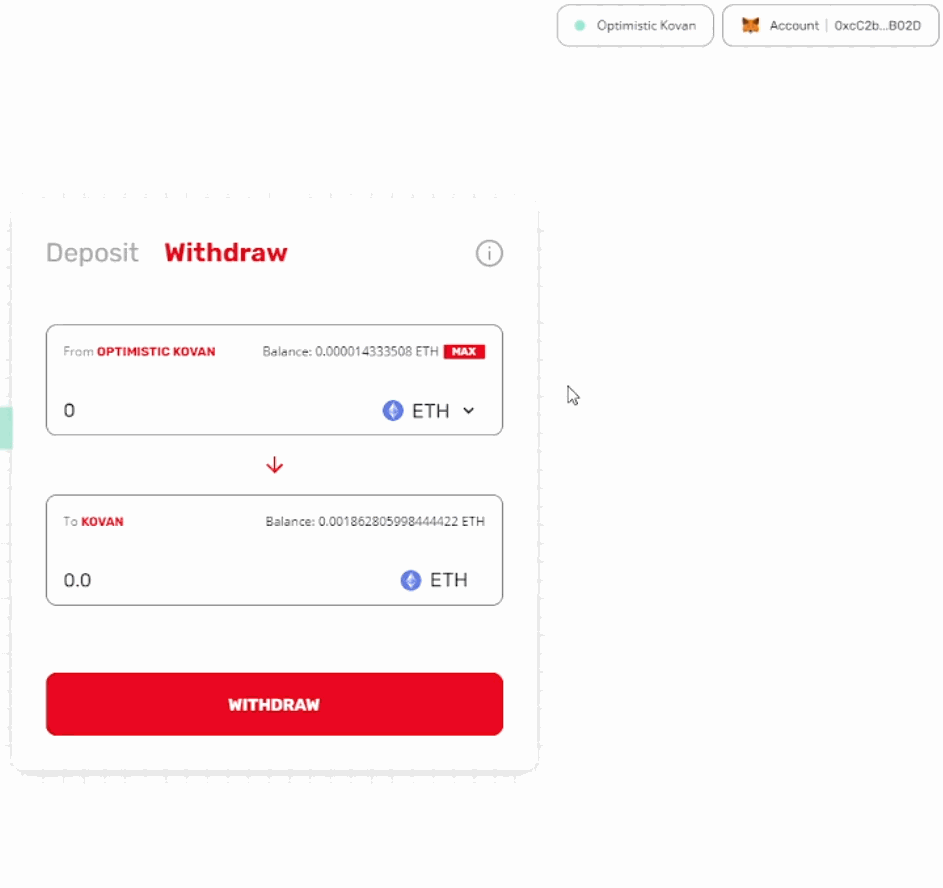 Optimistic Kovan
Account | 0xcC2b...B02D
Deposit Withdraw
From OPTIMISTIC KOVAN Balance: 0.000014333508 ETH MAX
0 ETH
To KOVAN Balance: 0.001862805998444422 ETH
0.0 ETH
WITHDRAW